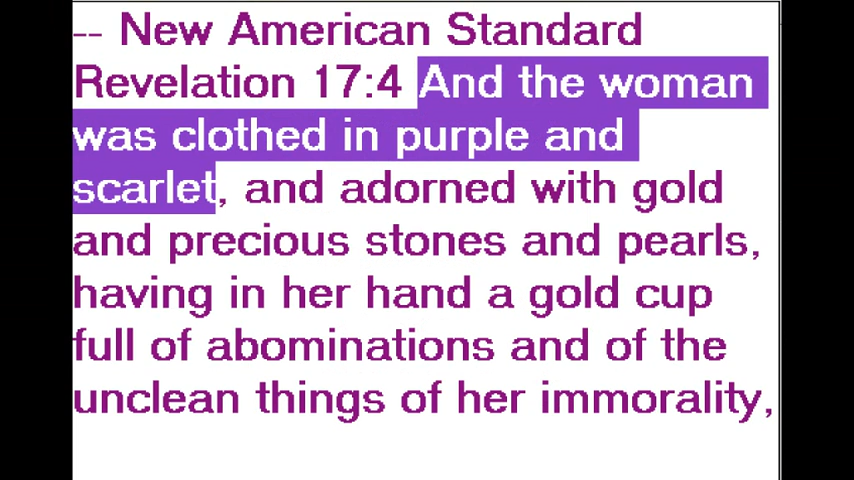 -- New American Standard
Revelation 17:4 And the woman
was clothed in purple and
scarlet, and adorned with gold
and precious stones and pearls,
having in her hand a gold cup
full of abominations and of the
unclean things of her immorality,